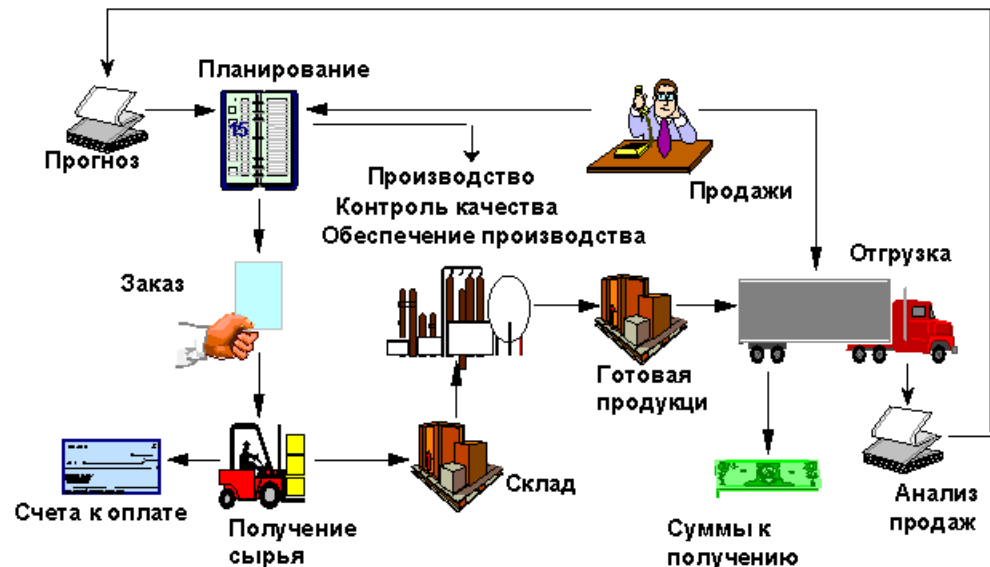 Планирование
15
Прогноз
Производство
Контроль качества
Обеспечение производства
Продажи
Заказ
Отгрузка
Готовая
продукци
Счета к оплате
Получение
сырья
Склад
Суммы к
получению
Анализ
продаж